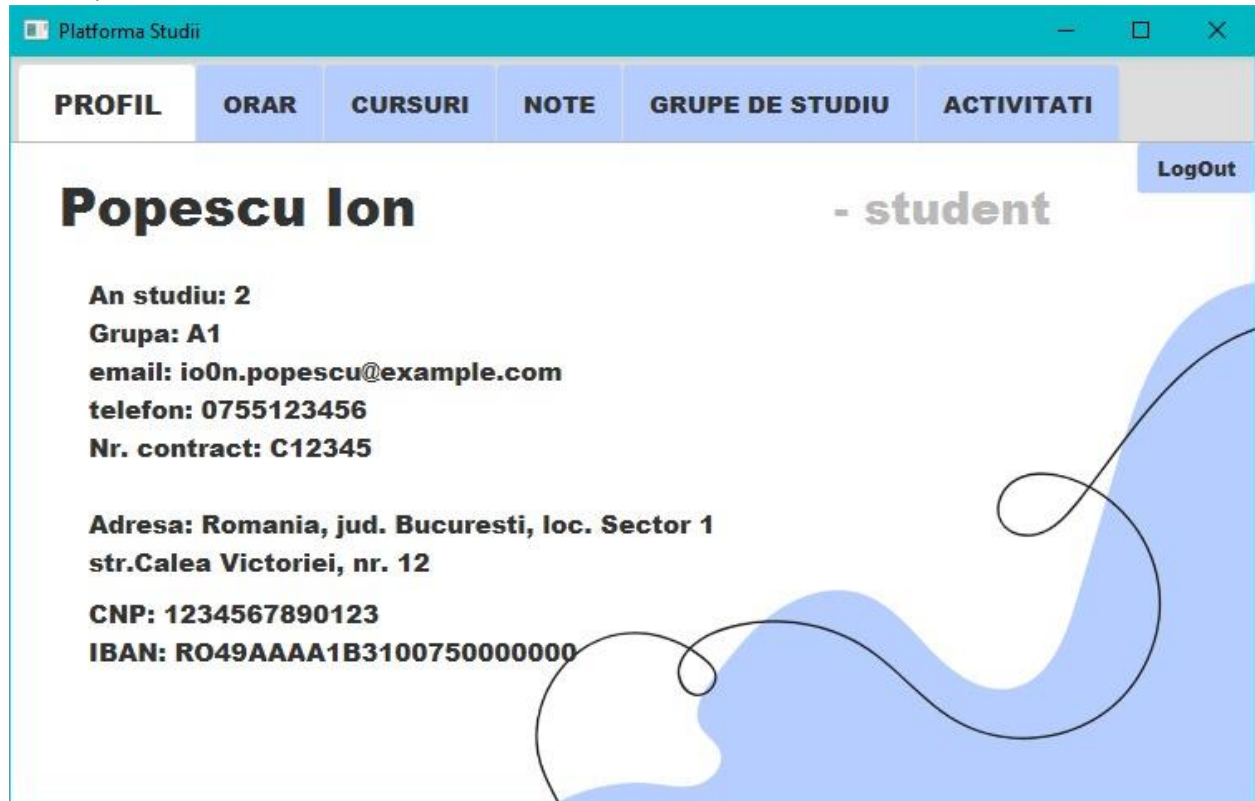 Platforma Studii
PROFIL ORAR CURSURI NOTE GRUPE DE STUDIU ACTIVITATI
LogOut
Popescu Ion - student
An studiu: 2
Grupa: A1
email: io0n.popescu@example.com
telefon: 0755123456
Nr. contract: C12345
Adresa: Romania, jud. Bucuresti, loc. Sector 1
str.Calea Victoriei, nr. 12
CNP: 1234567890123
IBAN: RO49AAAA1B3100750000000